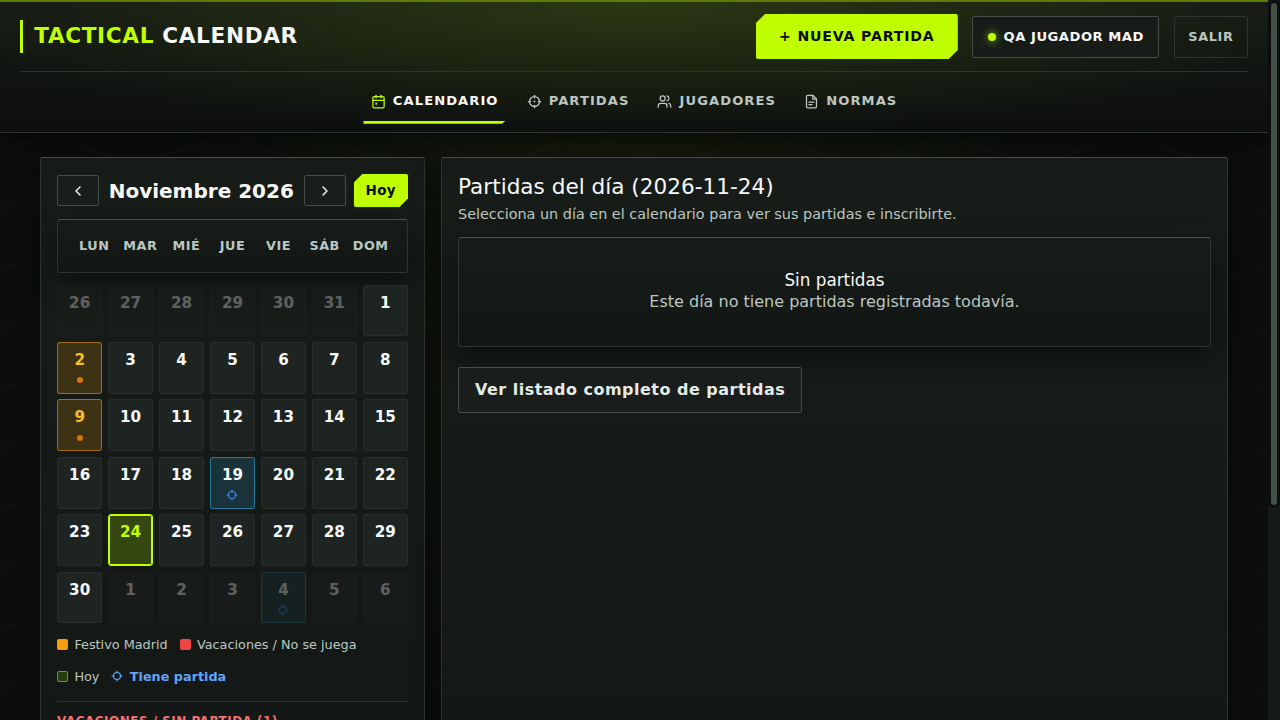 TACTICAL CALENDAR
+ NUEVA PARTIDA
QA JUGADOR MAD
SALIR
CALENDARIO
PARTIDAS
JUGADORES
NORMAS
Noviembre 2026
Hoy
LUN MAR MIÉ JUE VIE SÁB DOM
26 27 28 29 30 31 1
2 3 4 5 6 7 8
9 10 11 12 13 14 15
16 17 18 19 20 21 22
23 24 25 26 27 28 29
30 1 2 3 4 5 6
Festivo Madrid
Vacaciones / No se juega
Hoy
Tiene partida
VACACIONES / SIN PARTIDA (1)
Partidas del día (2026-11-24)
Selecciona un día en el calendario para ver sus partidas e inscribirte.
Sin partidas
Este día no tiene partidas registradas todavía.
Ver listado completo de partidas